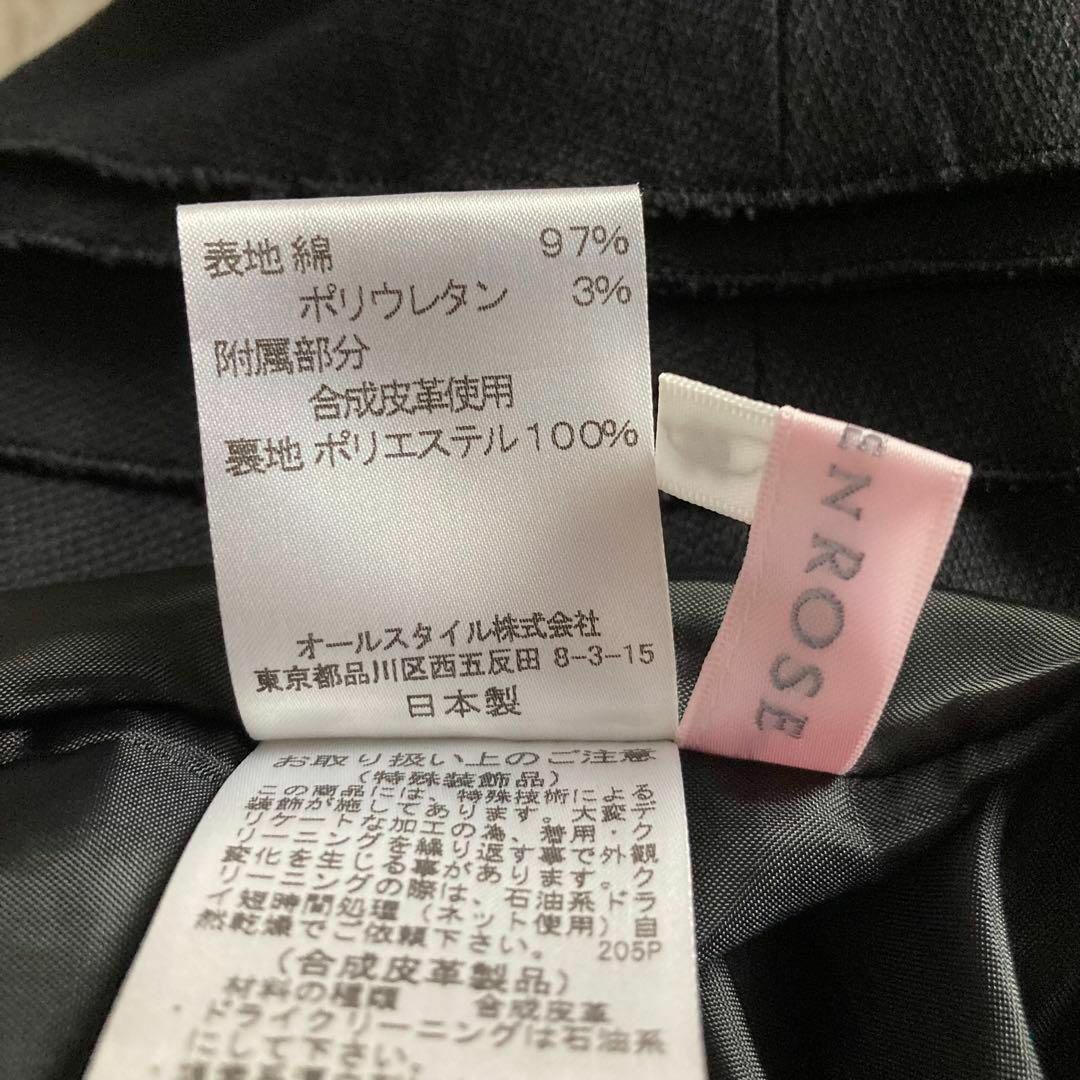 表地 綿 97%
ポリウレタン 3%
附属部分
合成皮革使用
裏地 ポリエステル100%
オールスタイル株式会社
東京都品川区西五反田 8-3-15
日本製
お取り扱い上のご注意
(特殊装飾品)
この商品には、特殊技術による
装飾が施してあります。大変デ
リケートな加工の為、着用・ク
リーニングを繰り返す事で外観
変化を生じる事があります。ク
リーニングの際は、石油系ドラ
イ短時間処理(ネット使用)自
然乾燥でご依頼下さい。 205P
(合成皮革製品)
材料の種類 合成皮革
ドライクリーニングは石油系
にして下さい。
ENROSE